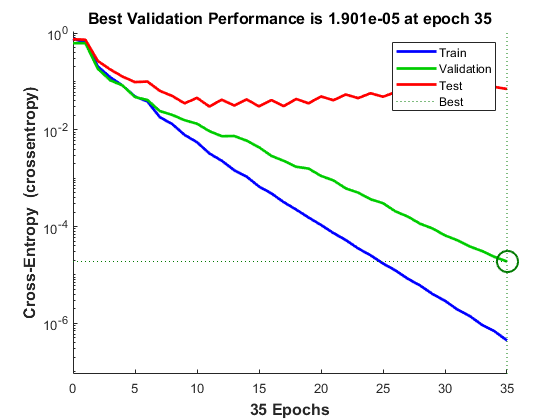 Best Validation Performance is 1.901e-05 at epoch 35
Train
Validation
Test
Best
10^0
10^-2
10^-4
10^-6
Cross-Entropy (crossentropy)
0 5 10 15 20 25 30 35
35 Epochs